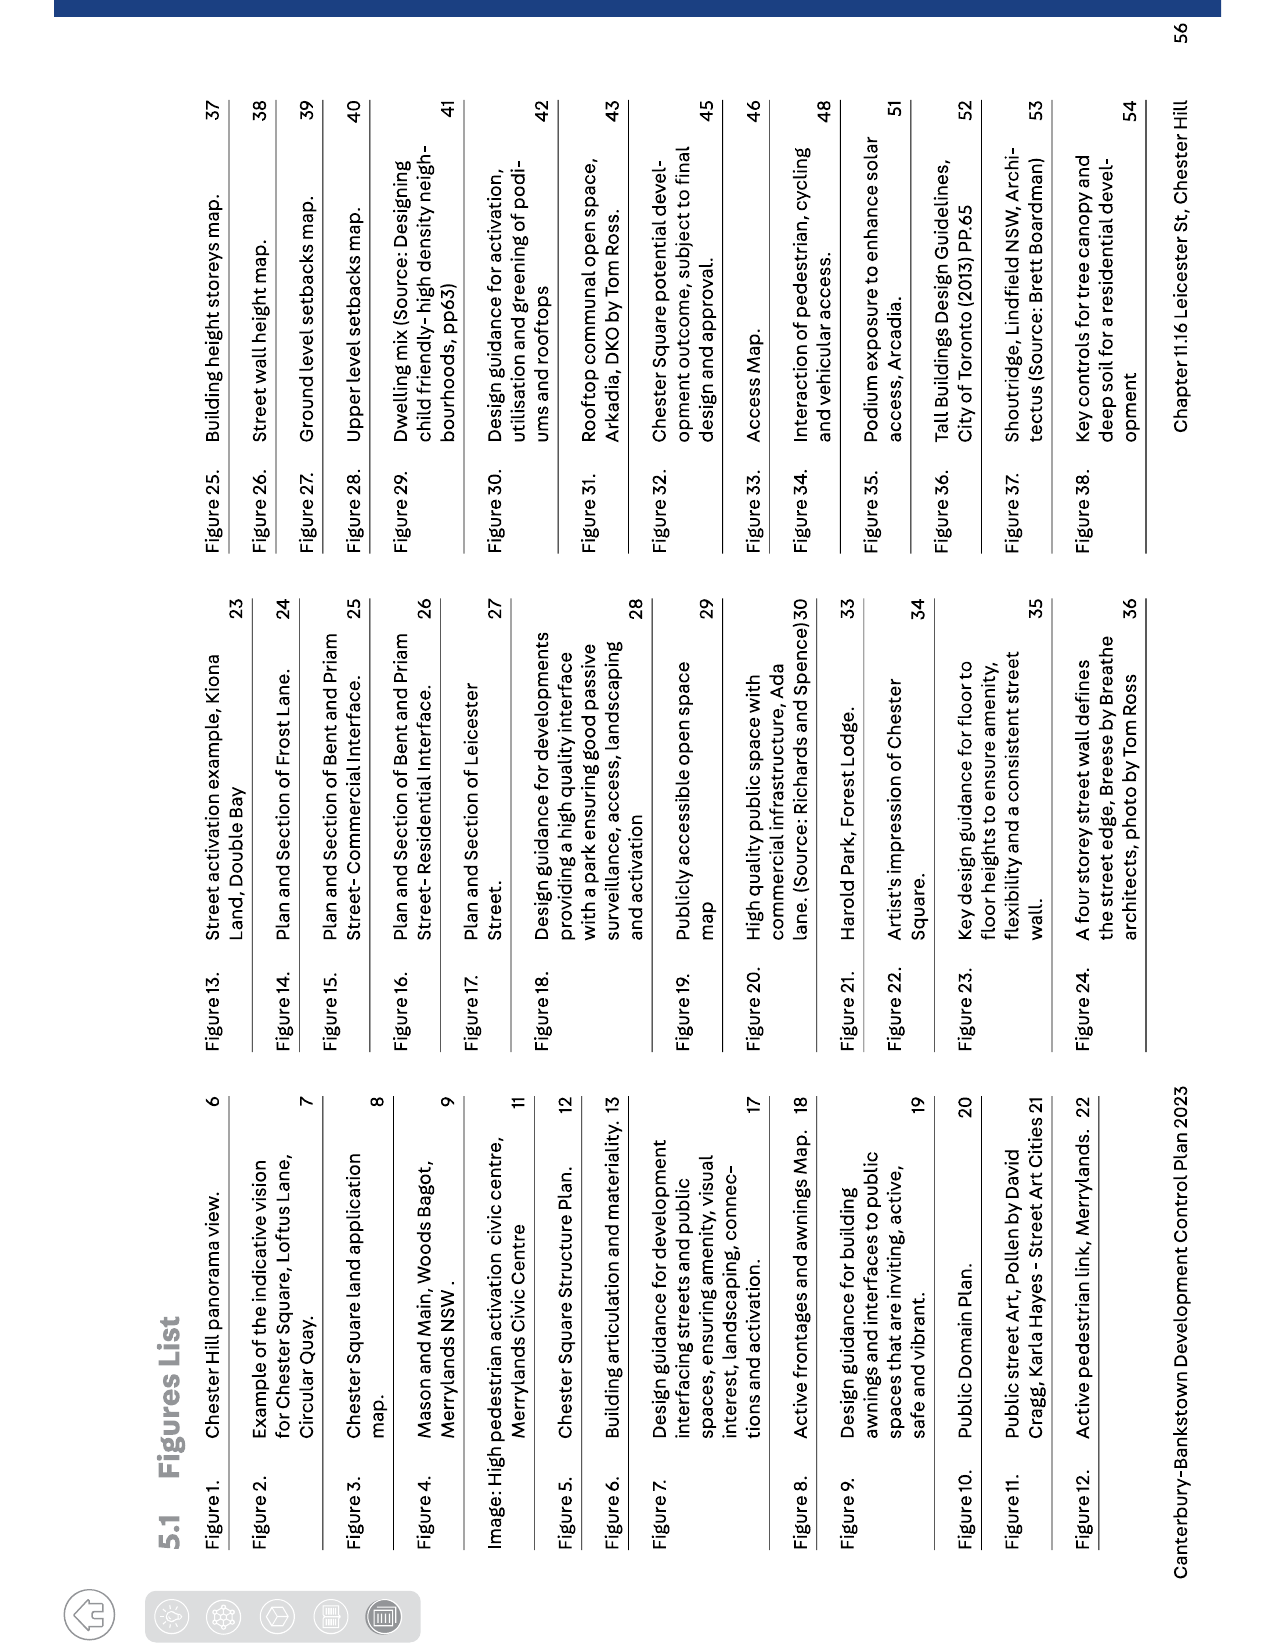 5.1 Figures List
Figure 1. Chester Hill panorama view. 6
Figure 2. Example of the indicative vision
for Chester Square, Loftus Lane,
Circular Quay. 7
Figure 3. Chester Square land application
map. 8
Figure 4. Mason and Main, Woods Bagot,
Merrylands NSW . 9
Image: High pedestrian activation civic centre,
Merrylands Civic Centre 11
Figure 5. Chester Square Structure Plan. 12
Figure 6. Building articulation and materiality. 13
Figure 7. Design guidance for development
interfacing streets and public
spaces, ensuring amenity, visual
interest, landscaping, connec-
tions and activation. 17
Figure 8. Active frontages and awnings Map. 18
Figure 9. Design guidance for building
awnings and interfaces to public
spaces that are inviting, active,
safe and vibrant. 19
Figure 10. Public Domain Plan. 20
Figure 11. Public street Art, Pollen by David
Cragg, Karla Hayes - Street Art Cities 21
Figure 12. Active pedestrian link, Merrylands. 22
Figure 13. Street activation example, Kiona
Land, Double Bay 23
Figure 14. Plan and Section of Frost Lane. 24
Figure 15. Plan and Section of Bent and Priam
Street- Commercial Interface. 25
Figure 16. Plan and Section of Bent and Priam
Street- Residential Interface. 26
Figure 17. Plan and Section of Leicester
Street. 27
Figure 18. Design guidance for developments
providing a high quality interface
with a park ensuring good passive
surveillance, access, landscaping
and activation 28
Figure 19. Publicly accessible open space
map 29
Figure 20. High quality public space with
commercial infrastructure, Ada
lane. (Source: Richards and Spence) 30
Figure 21. Harold Park, Forest Lodge. 33
Figure 22. Artist's impression of Chester
Square. 34
Figure 23. Key design guidance for floor to
floor heights to ensure amenity,
flexibility and a consistent street
wall. 35
Figure 24. A four storey street wall defines
the street edge, Breese by Breathe
architects, photo by Tom Ross 36
Figure 25. Building height storeys map. 37
Figure 26. Street wall height map. 38
Figure 27. Ground level setbacks map. 39
Figure 28. Upper level setbacks map. 40
Figure 29. Dwelling mix (Source: Designing
child friendly- high density neigh-
bourhoods, pp63) 41
Figure 30. Design guidance for activation,
utilisation and greening of podi-
ums and rooftops 42
Figure 31. Rooftop communal open space,
Arkadia, DKO by Tom Ross. 43
Figure 32. Chester Square potential devel-
opment outcome, subject to final
design and approval. 45
Figure 33. Access Map. 46
Figure 34. Interaction of pedestrian, cycling
and vehicular access. 48
Figure 35. Podium exposure to enhance solar
access, Arcadia. 51
Figure 36. Tall Buildings Design Guidelines,
City of Toronto (2013) PP.65 52
Figure 37. Shoutridge, Lindfield NSW, Archi-
tectus (Source: Brett Boardman) 53
Figure 38. Key controls for tree canopy and
deep soil for a residential devel-
opment 54
Canterbury-Bankstown Development Control Plan 2023
Chapter 11.16 Leicester St, Chester Hill 56